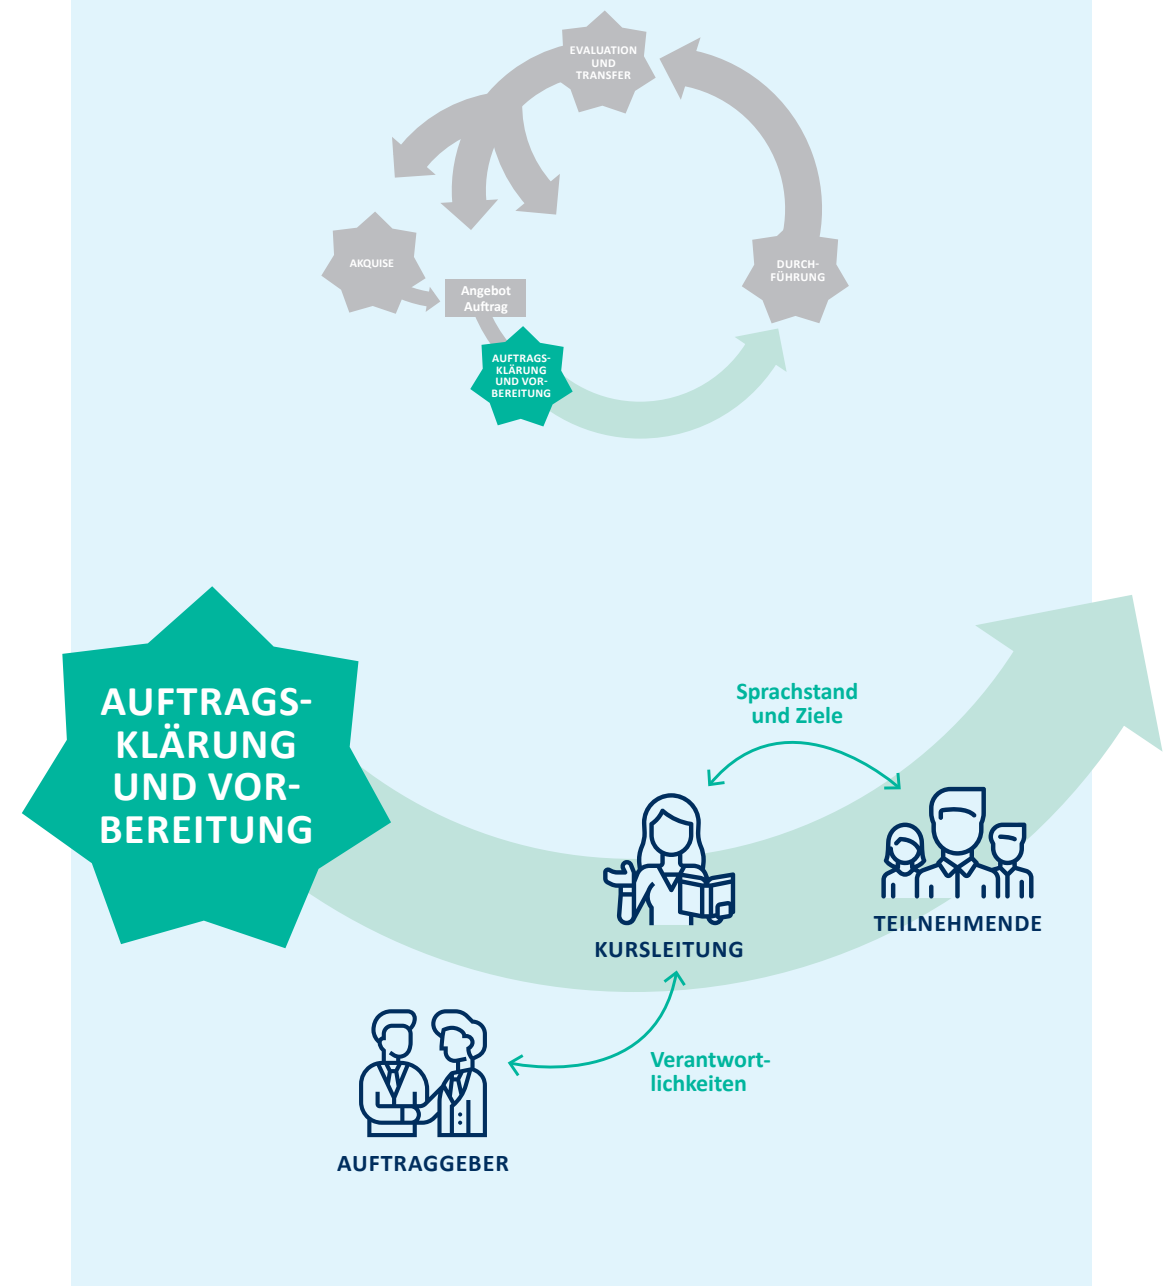 EVALUATION
UND
TRANSFER
AKQUISE
DURCH-
FÜHRUNG
Angebot
Auftrag
AUFTRAGS-
KLÄRUNG
UND VOR-
BEREITUNG
AUFTRAGS-
KLÄRUNG
UND VOR-
BEREITUNG
Sprachstand
und Ziele
TEILNEHMENDE
KURSLEITUNG
Verantwort-
lichkeiten
AUFTRAGGEBER